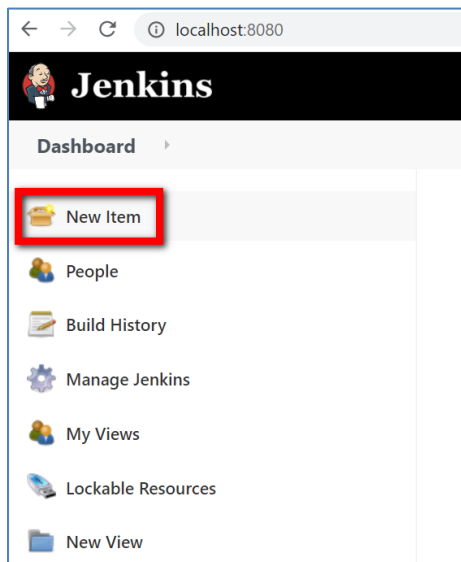 localhost:8080
Jenkins
Dashboard
New Item
People
Build History
Manage Jenkins
My Views
Lockable Resources
New View